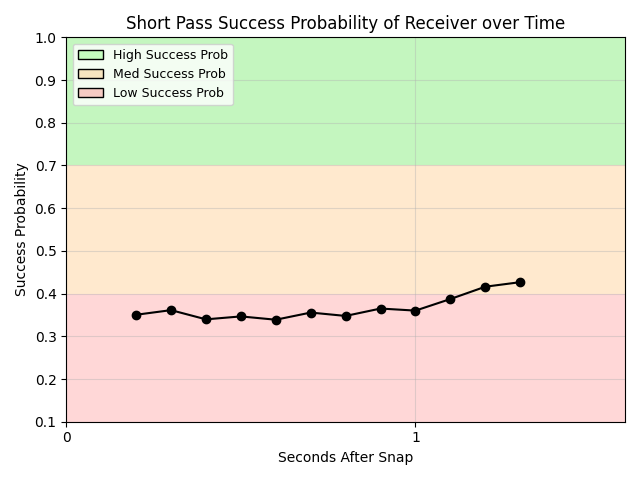 Short Pass Success Probability of Receiver over Time
High Success Prob
Med Success Prob
Low Success Prob
Success Probability
1.0
0.9
0.8
0.7
0.6
0.5
0.4
0.3
0.2
0.1
0 1
Seconds After Snap